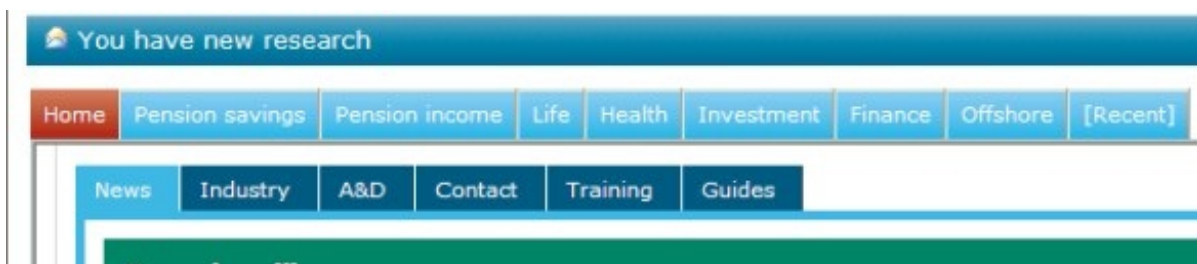 You have new research
Home Pension savings Pension income Life Health Investment Finance Offshore [Recent]
News Industry A&D Contact Training Guides